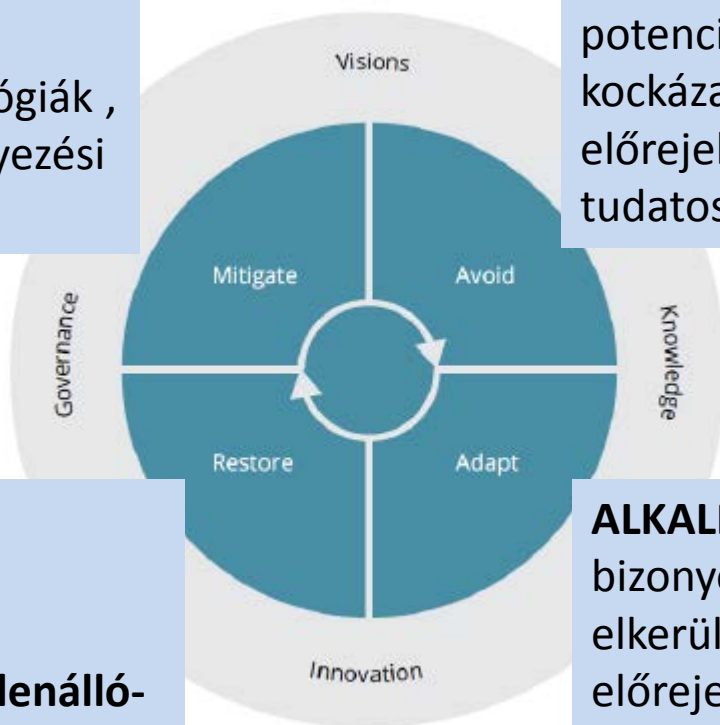 ógiák ,
yezési
potenci
kockáza
előrejel
tudatos
Visions
Mitigate
Avoid
Governance
Knowledge
Restore
Adapt
Innovation
lenálló-
ALKAL
bizonyo
elkerül
előreje